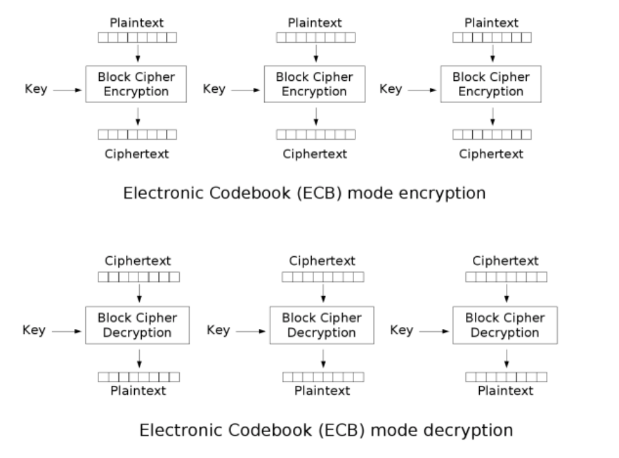 Plaintext Plaintext Plaintext
Key Block Cipher Encryption Key Block Cipher Encryption Key Block Cipher Encryption
Ciphertext Ciphertext Ciphertext
Electronic Codebook (ECB) mode encryption
Ciphertext Ciphertext Ciphertext
Key Block Cipher Decryption Key Block Cipher Decryption Key Block Cipher Decryption
Plaintext Plaintext Plaintext
Electronic Codebook (ECB) mode decryption